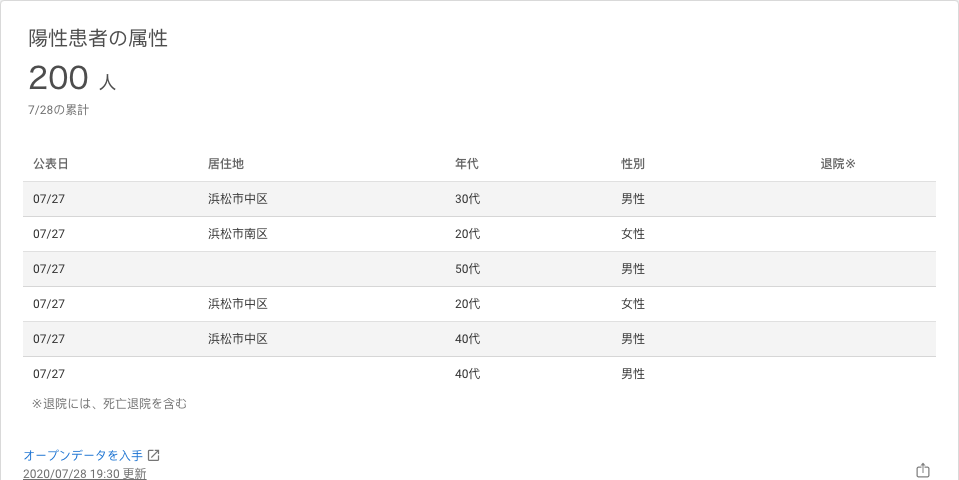 陽性患者の属性
200 人
7/28の累計
公表日 居住地 年代 性別 退院※
07/27 浜松市中区 30代 男性
07/27 浜松市南区 20代 女性
07/27 50代 男性
07/27 浜松市中区 20代 女性
07/27 浜松市中区 40代 男性
07/27 40代 男性
※退院には、死亡退院を含む
オープンデータを入手
2020/07/28 19:30 更新